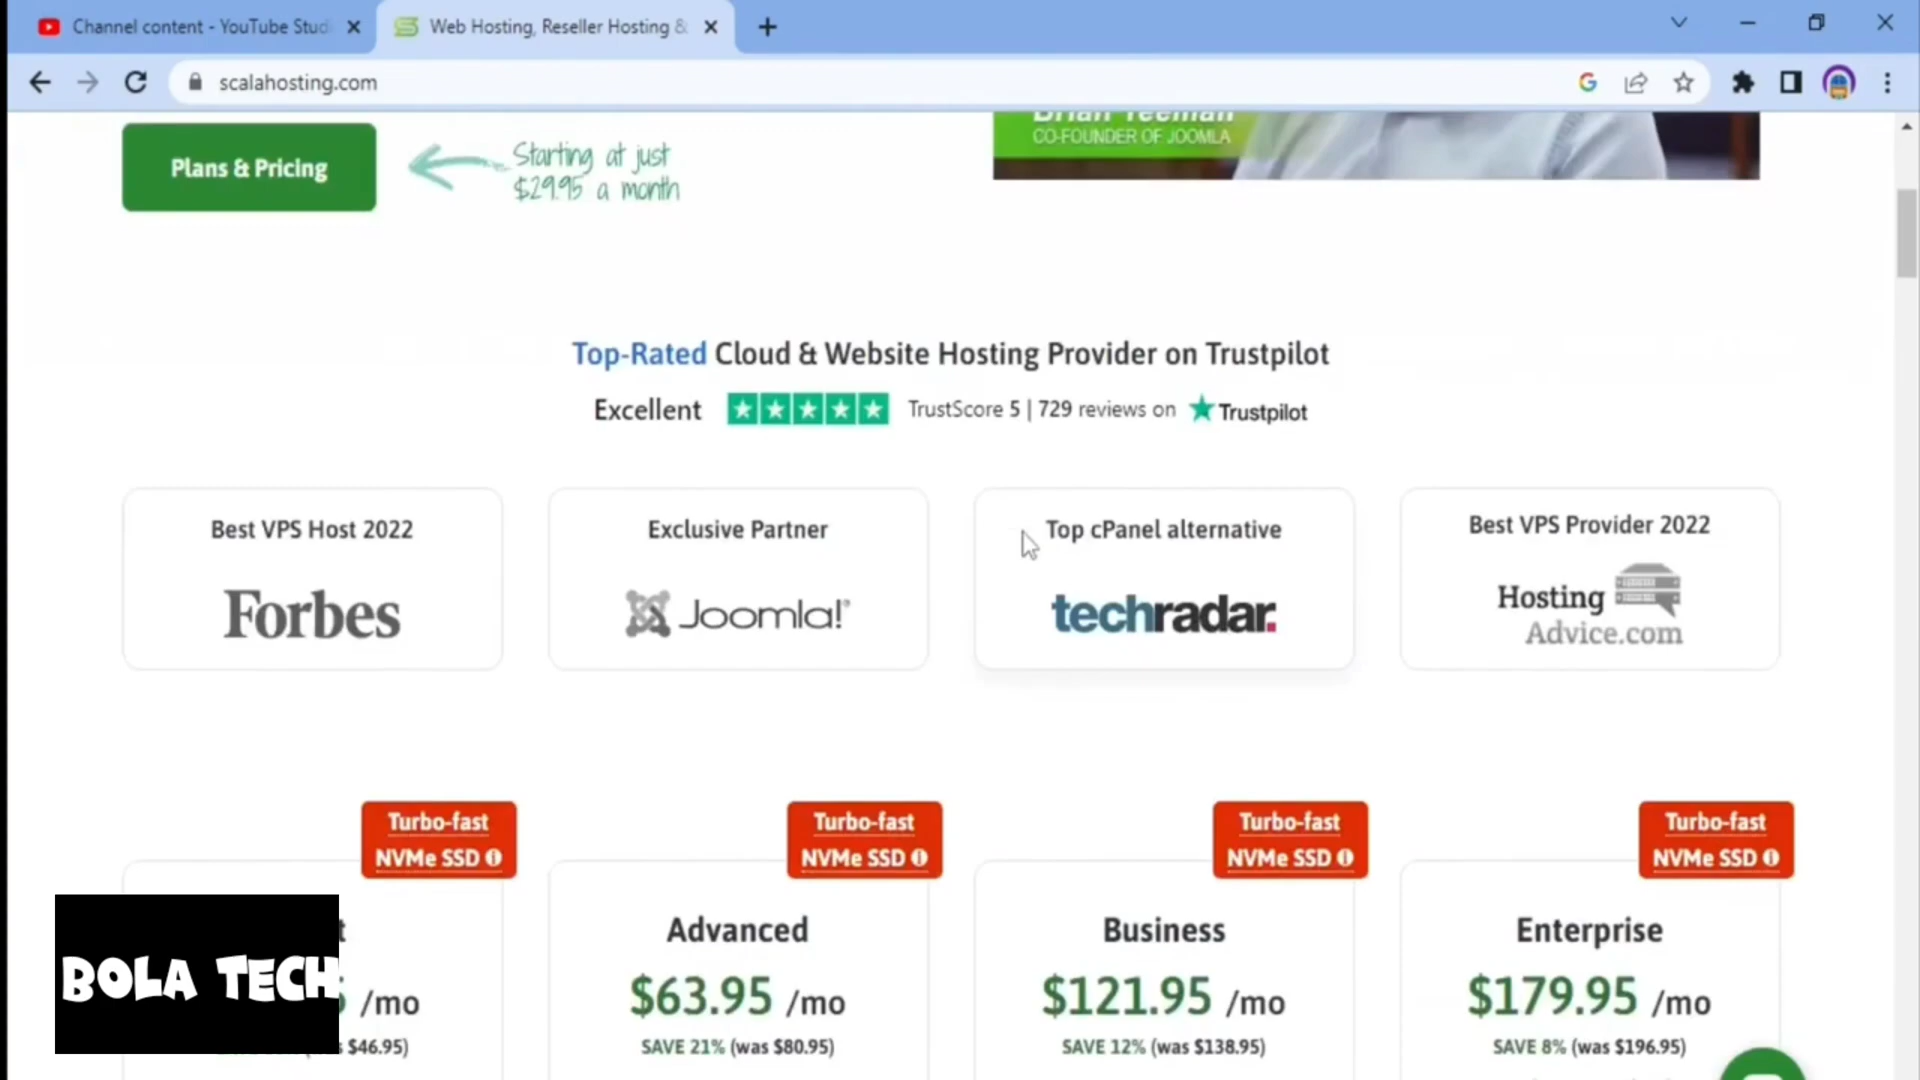 Channel content - YouTube Stud
Web Hosting, Reseller Hosting &
scalahosting.com
CO-FOUNDER OF JOOMLA
Plans & Pricing
Starting at just
$29.95 a month
Top-Rated Cloud & Website Hosting Provider on Trustpilot
Excellent
TrustScore 5 | 729 reviews on
Trustpilot
Best VPS Host 2022
Forbes
Exclusive Partner
Joomla!®
Top cPanel alternative
techradar.
Best VPS Provider 2022
Hosting
Advice.com
Turbo-fast
NVMe SSD
Turbo-fast
NVMe SSD
Turbo-fast
NVMe SSD
Turbo-fast
NVMe SSD
/mo
$46.95)
Advanced
$63.95 /mo
SAVE 21% (was $80.95)
Business
$121.95 /mo
SAVE 12% (was $138.95)
Enterprise
$179.95 /mo
SAVE 8% (was $196.95)
BOLA TECH